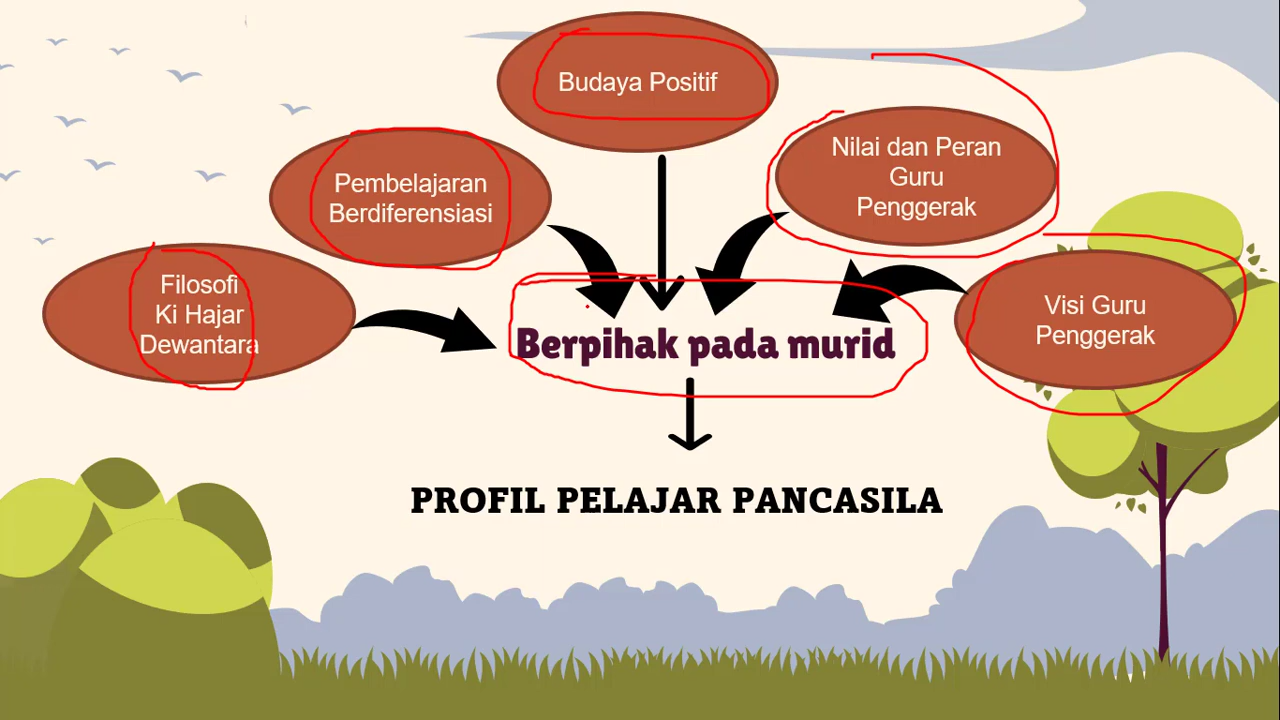 Budaya Positif
Pembelajaran
Berdiferensiasi
Nilai dan Peran
Guru
Penggerak
Filosofi
Ki Hajar
Dewantara
Visi Guru
Penggerak
Berpihak pada murid
PROFIL PELAJAR PANCASILA